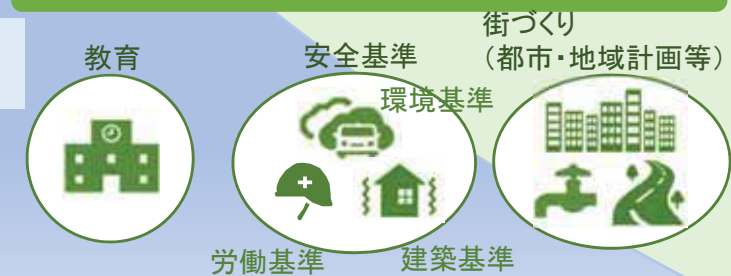 教育
安全基準
街づくり
（都市・地域計画等）
環境基準
労働基準
建築基準